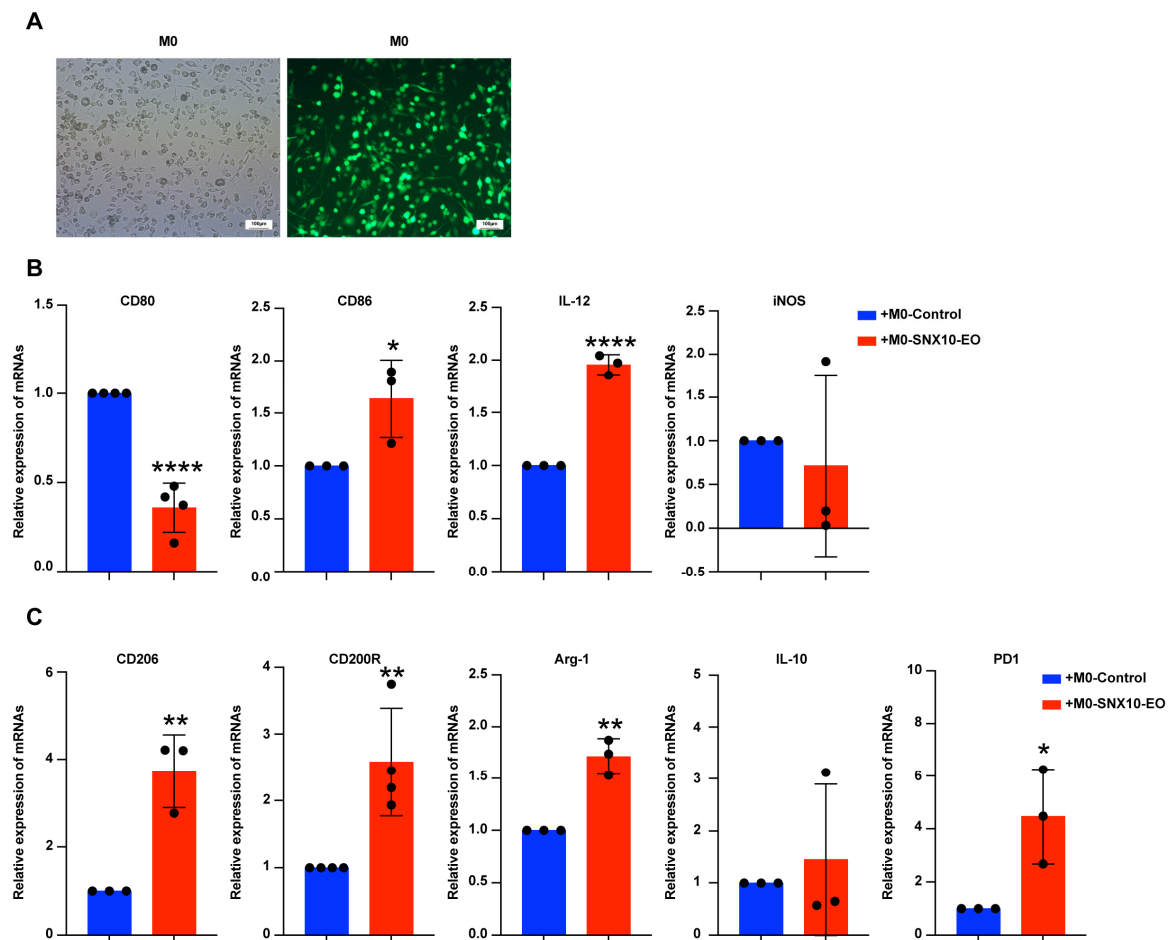 A
M0 M0
100μm 100μm
B
CD80 CD86 IL-12 iNOS
Relative expression of mRNAs
1.5
1.0
0.5
0.0
****
Relative expression of mRNAs
2.5
2.0
1.5
1.0
0.5
0.0
*
Relative expression of mRNAs
2.5
2.0
1.5
1.0
0.5
0.0
****
Relative expression of mRNAs
2.5
2.0
1.5
1.0
0.5
0.0
-0.5
+M0-Control
+M0-SNX10-EO
C
CD206 CD200R Arg-1 IL-10 PD1
Relative expression of mRNAs
6
4
2
0
**
Relative expression of mRNAs
4
3
2
1
0
**
Relative expression of mRNAs
2.5
2.0
1.5
1.0
0.5
0.0
**
Relative expression of mRNAs
5
4
3
2
1
0
Relative expression of mRNAs
10
8
6
4
2
0
*
+M0-Control
+M0-SNX10-EO